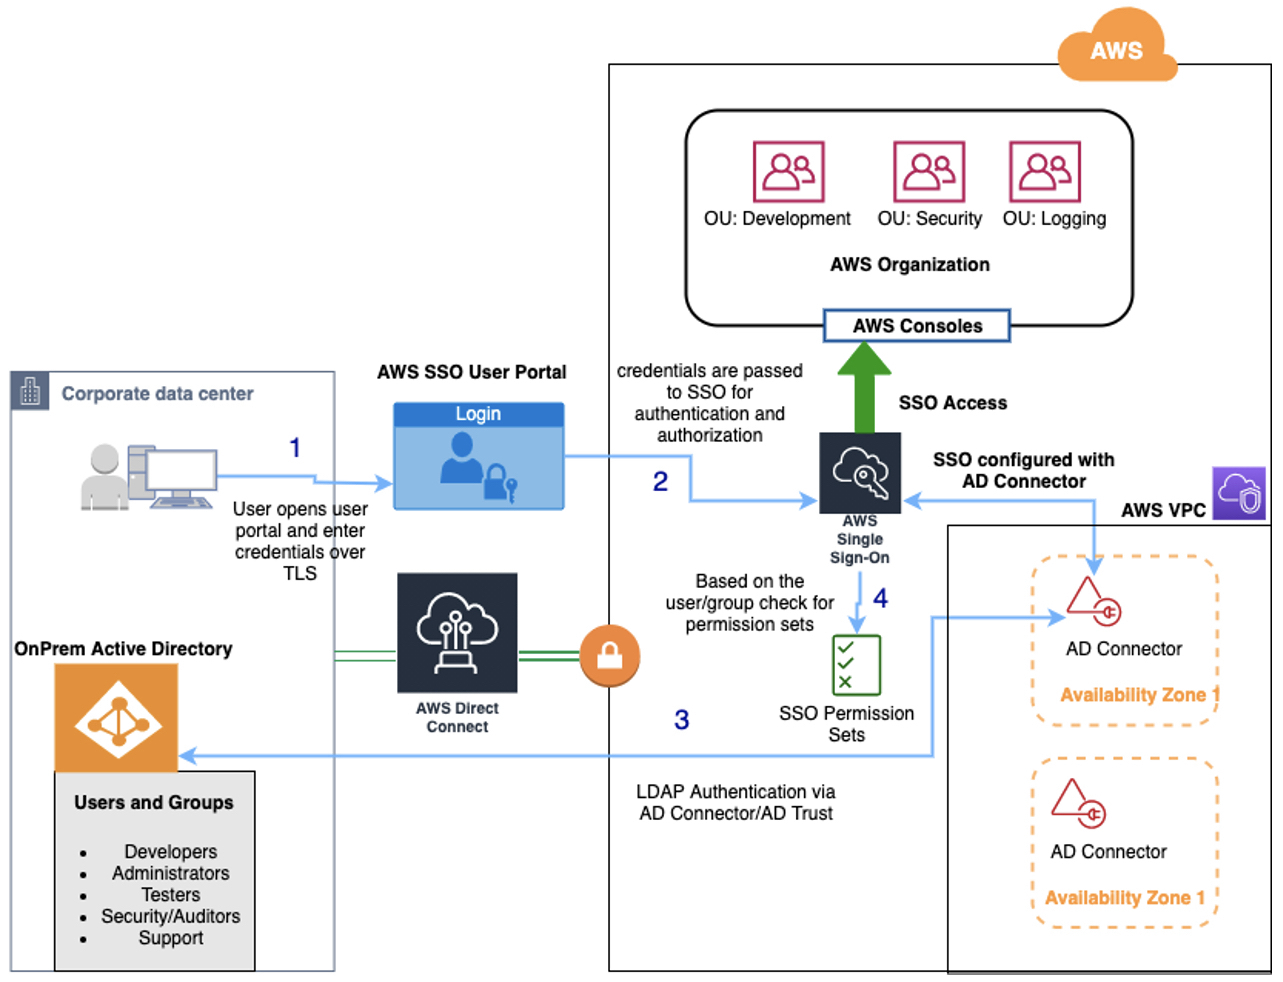 AWS
OU: Development
OU: Security
OU: Logging
AWS Organization
AWS Consoles
AWS SSO User Portal
Login
credentials are passed
to SSO for
authentication and
authorization
SSO Access
Corporate data center
1
User opens user
portal and enter
credentials over
TLS
2
AWS
Single
Sign-On
SSO configured with
AD Connector
AWS VPC
Based on the
user/group check for
permission sets
4
SSO Permission
Sets
AD Connector
Availability Zone 1
OnPrem Active Directory
AWS Direct
Connect
3
LDAP Authentication via
AD Connector/AD Trust
AD Connector
Availability Zone 1
Users and Groups
• Developers
• Administrators
• Testers
• Security/Auditors
• Support